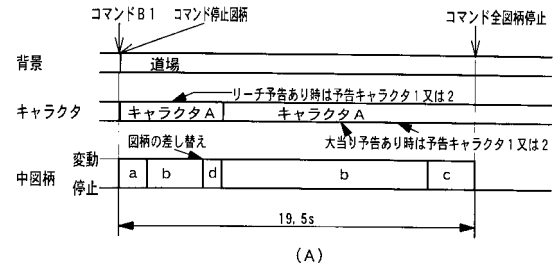 コマンドB1
コマンド停止図柄
コマンド全図柄停止
背景
道場
リーチ予告あり時は予告キャラクタ1又は2
キャラクタ
キャラクタA
キャラクタA
図柄の差し替え
大当り予告あり時は予告キャラクタ1又は2
変動
中図柄
停止
a
b
d
b
c
19.5s
(A)